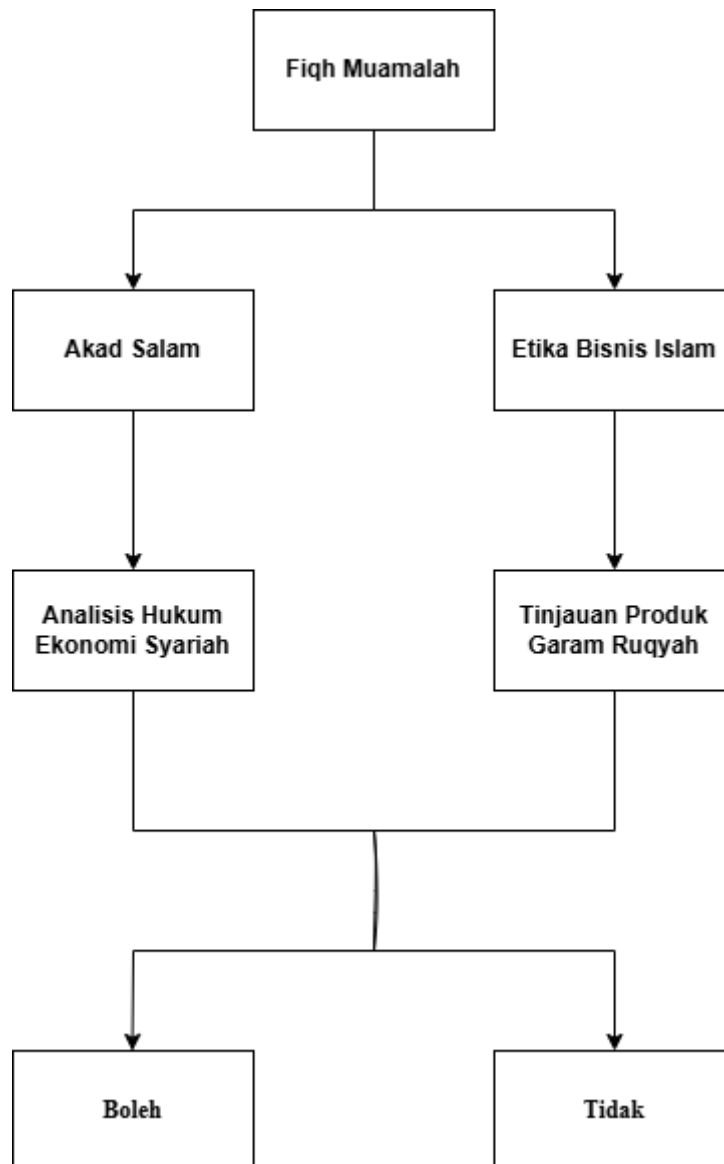 Fiqh Muamalah
Akad Salam
Etika Bisnis Islam
Analisis Hukum
Ekonomi Syariah
Tinjauan Produk
Garam Ruqyah
Boleh
Tidak